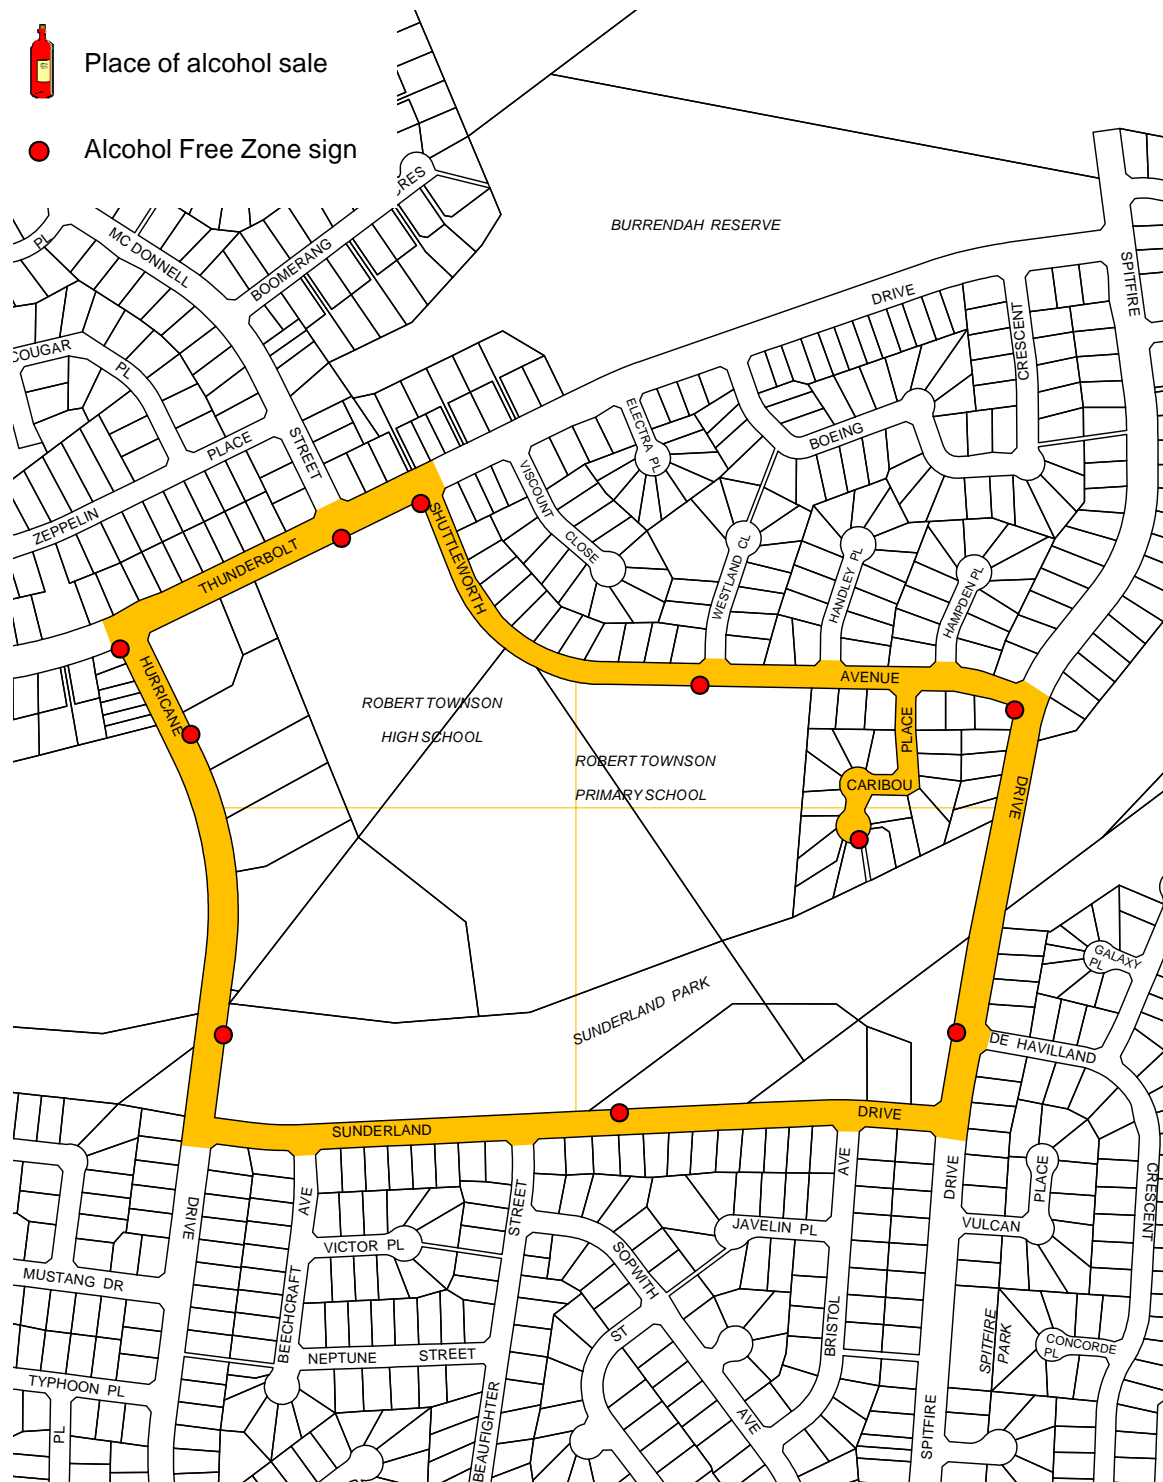 Place of alcohol sale
Alcohol Free Zone sign
PL
MC DONNELL
BOOMERANG
CRES
BURRENDAH RESERVE
DRIVE
SPITFIRE
CRESCENT
COUGAR
PL
ELECTRA PL
BOEING
STREET
PLACE
ZEPPELIN
VISCOUNT
CLOSE
SHUTTLEWORTH
THUNDERBOLT
WESTLAND CL
HANDLEY PL
HAMPDEN PL
HURRICANE
AVENUE
ROBERT TOWNSON
HIGH SCHOOL
PLACE
ROBERT TOWNSON
PRIMARY SCHOOL
CARIBOU
DRIVE
GALAXY
PL
SUNDERLAND PARK
DE HAVILLAND
SUNDERLAND
DRIVE
DRIVE
AVE
STREET
AVE
DRIVE
PLACE
CRESCENT
VICTOR PL
JAVELIN PL
VULCAN
SOPWITH
MUSTANG DR
BEECHCRAFT
ST
BRISTOL
SPITFIRE
PARK
CONCORDE
PL
NEPTUNE STREET
TYPHOON PL
PL
BEAUFIGHTER
AVE
SPITFIRE